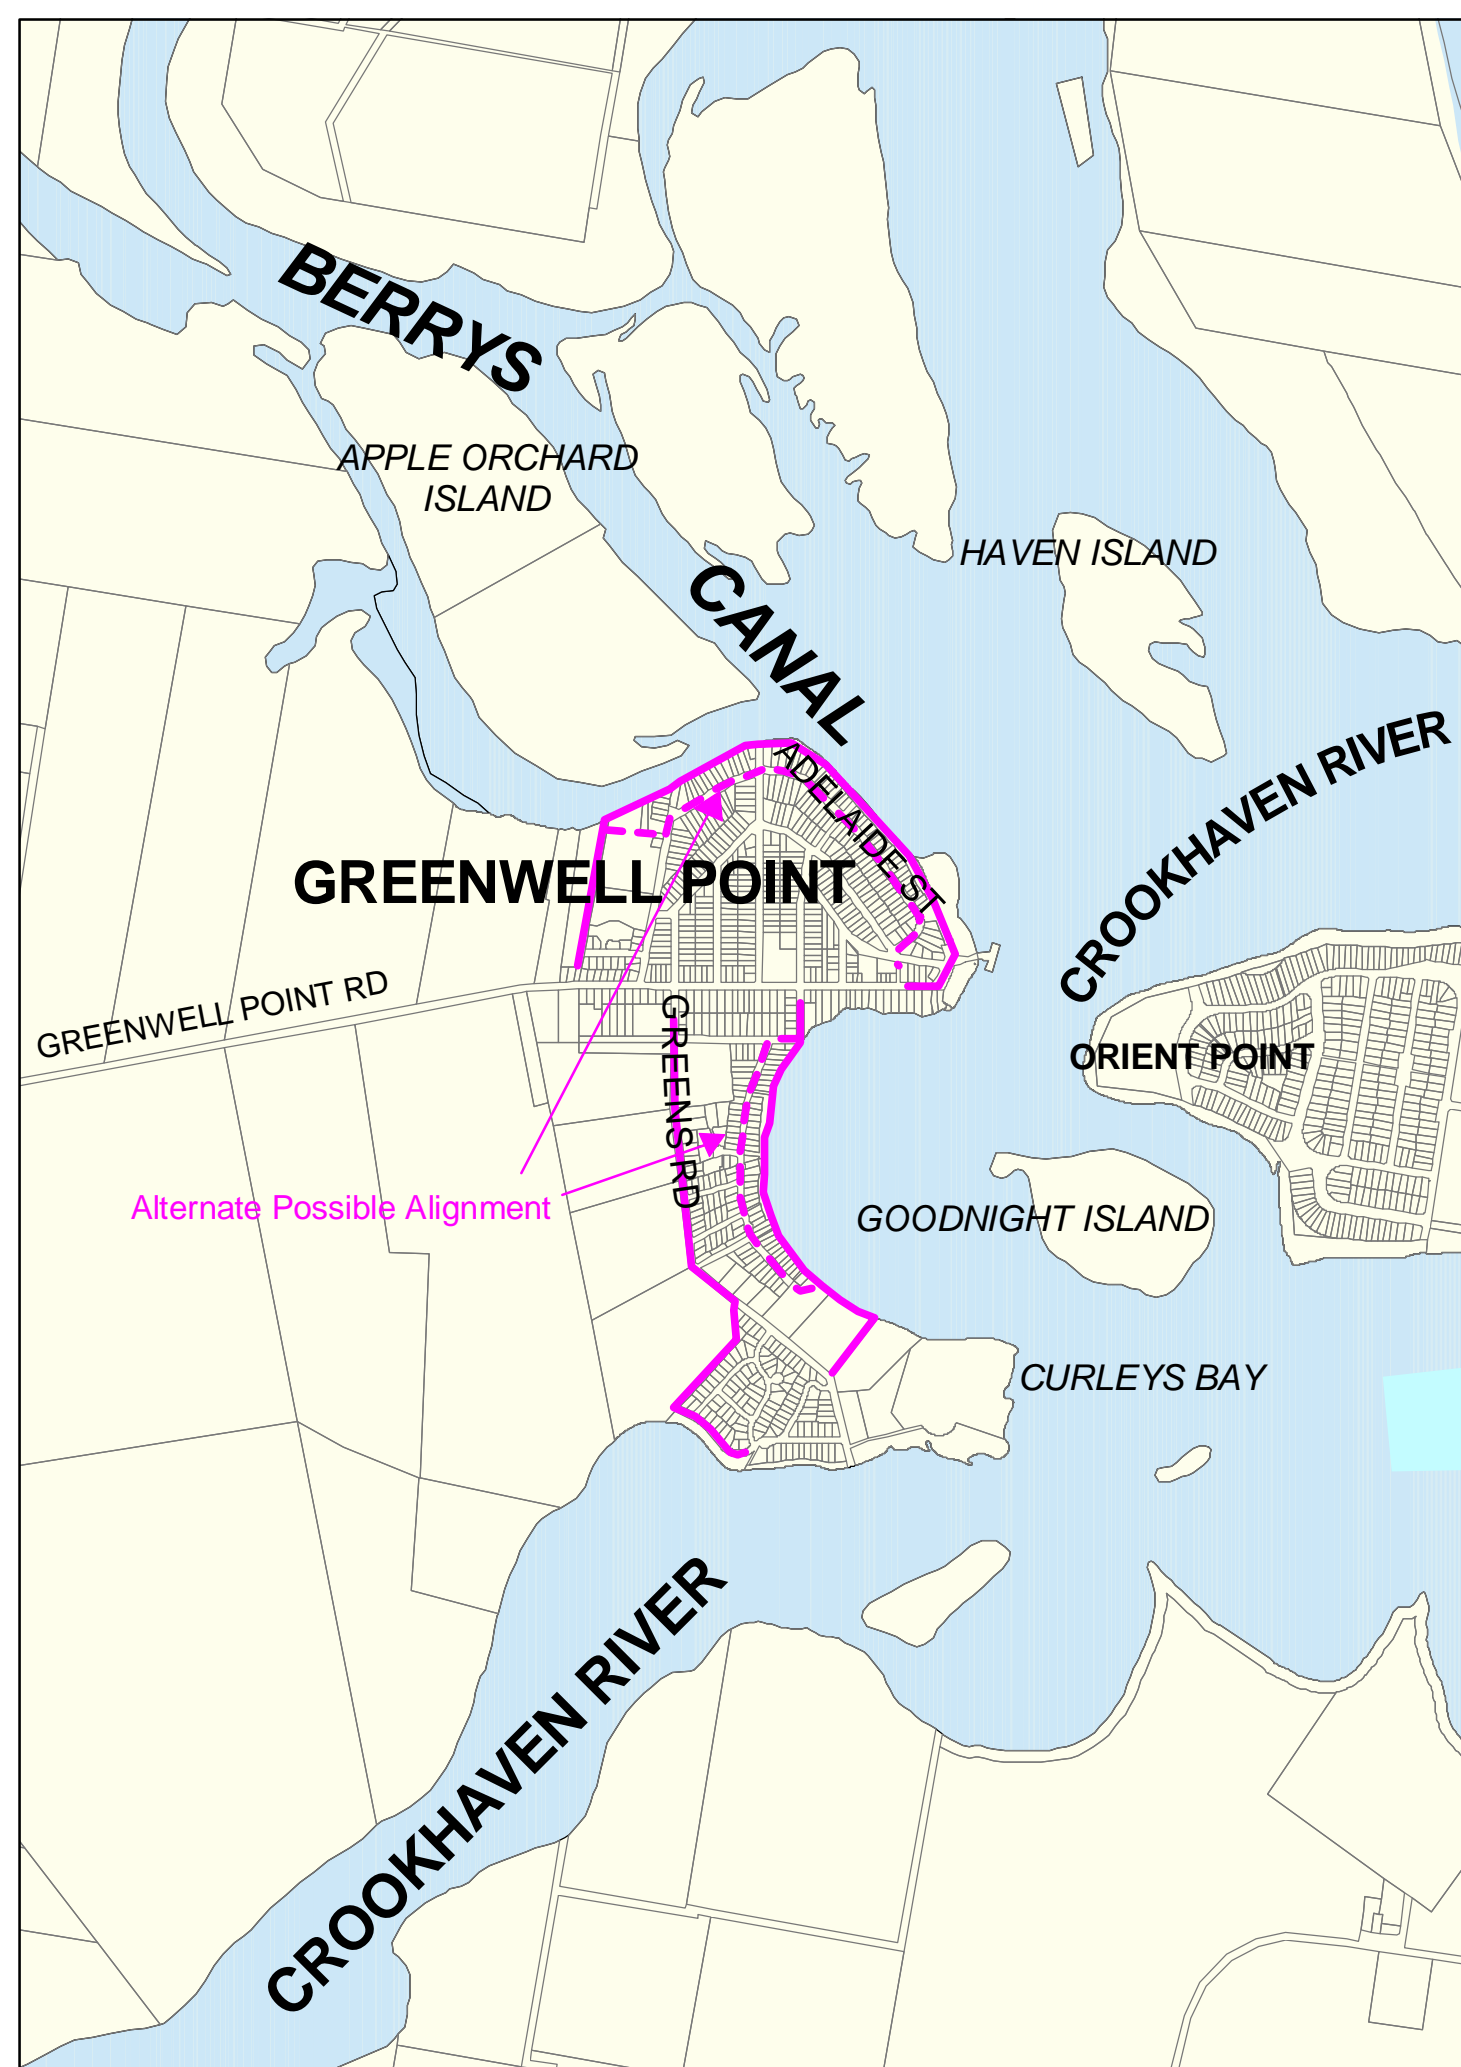 BERRYS
APPLE ORCHARD
ISLAND
HAVEN ISLAND
CANAL
CROOKHAVEN RIVER
ADELAIDE ST
GREENWELL POINT
GREENWELL POINT RD
GREENS RD
ORIENT POINT
Alternate Possible Alignment
GOODNIGHT ISLAND
CURLEYS BAY
CROOKHAVEN RIVER